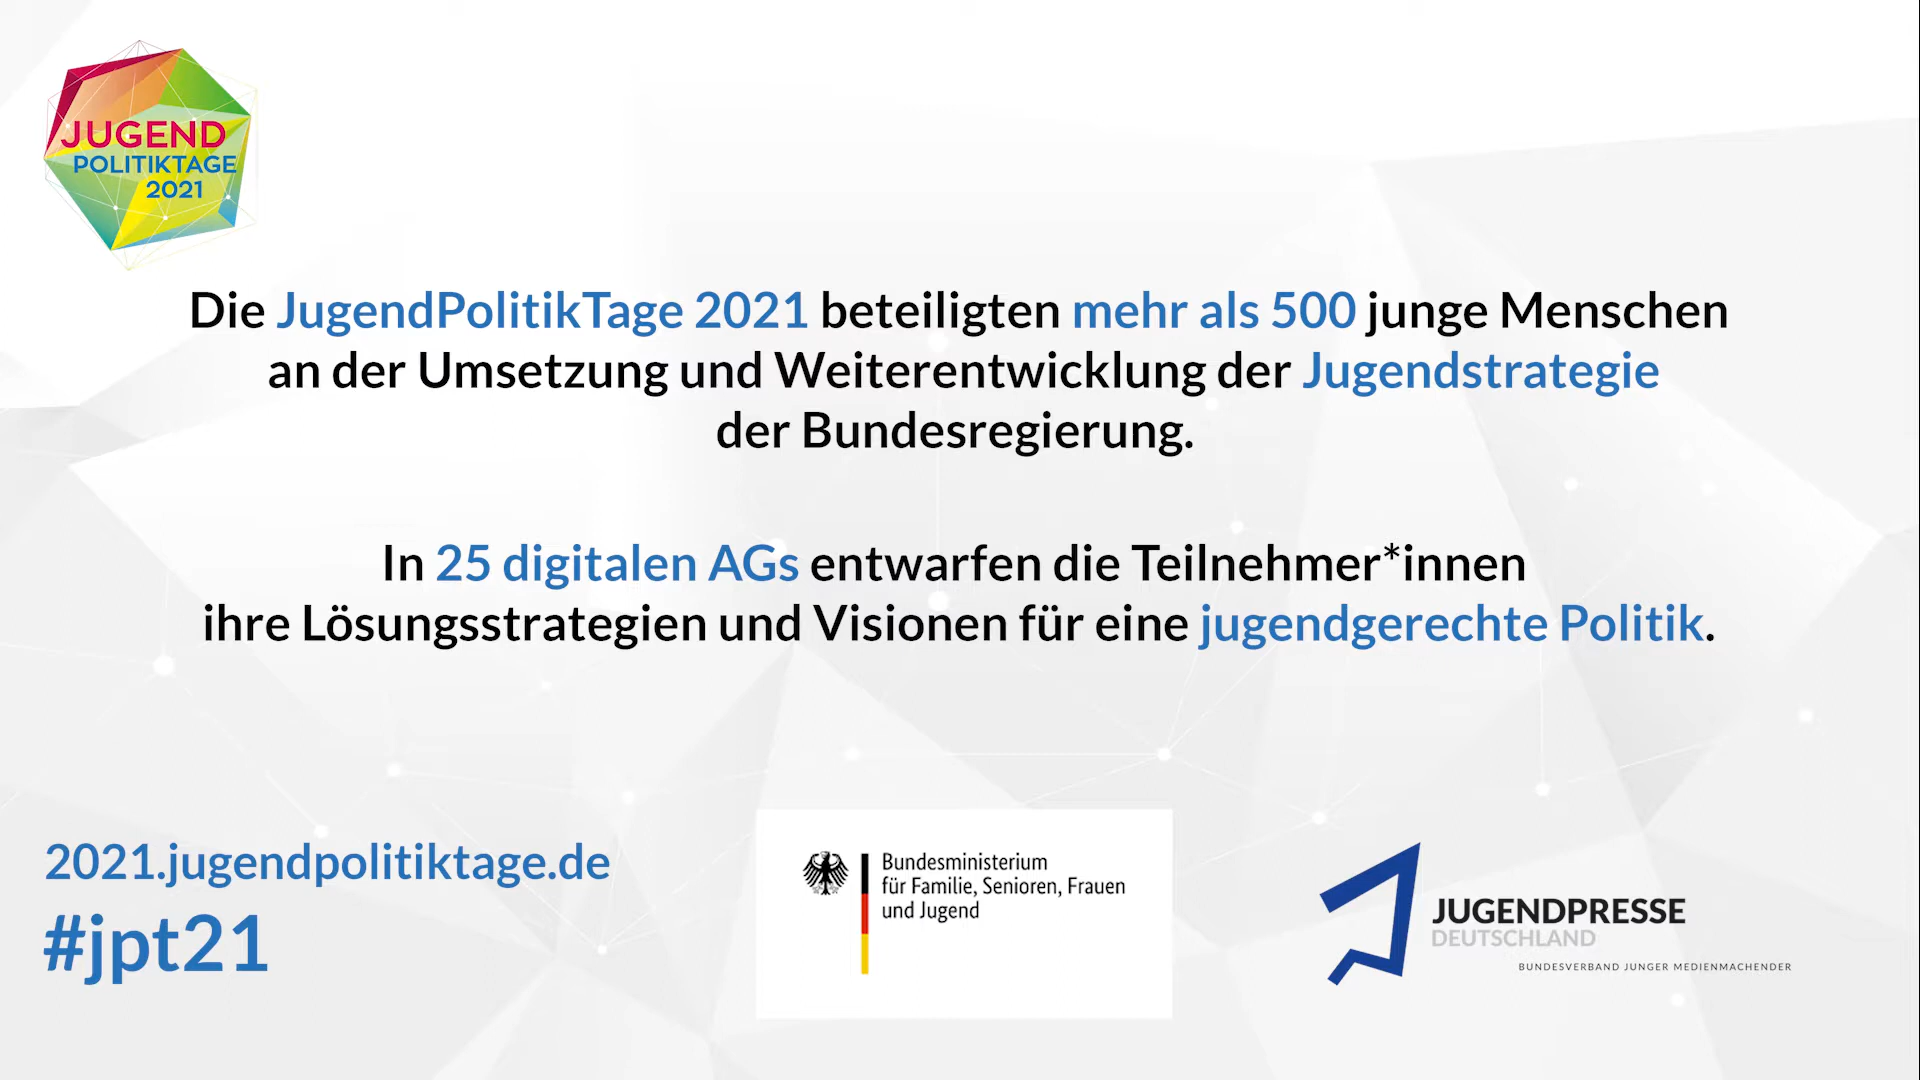 JUGEND
POLITIKTAGE
2021
Die JugendPolitikTage 2021 beteiligten mehr als 500 junge Menschen
an der Umsetzung und Weiterentwicklung der Jugendstrategie
der Bundesregierung.
In 25 digitalen AGs entwarfen die Teilnehmer*innen
ihre Lösungsstrategien und Visionen für eine jugendgerechte Politik.
2021.jugendpolitiktage.de
#jpt21
Bundesministerium
für Familie, Senioren, Frauen
und Jugend
JUGENDPRESSE
DEUTSCHLAND
BUNDESVERBAND JUNGER MEDIENMACHENDER